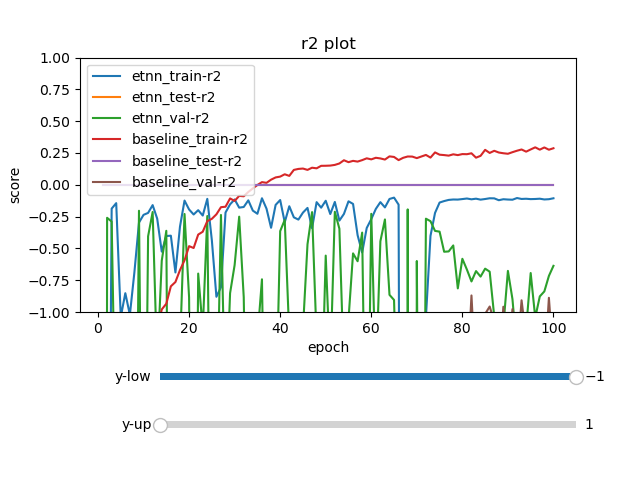 r2 plot
1.00
0.75
0.50
0.25
0.00
−0.25
−0.50
−0.75
−1.00
score
etnn_train-r2
etnn_test-r2
etnn_val-r2
baseline_train-r2
baseline_test-r2
baseline_val-r2
0 20 40 60 80 100
epoch
y-low −1
y-up 1